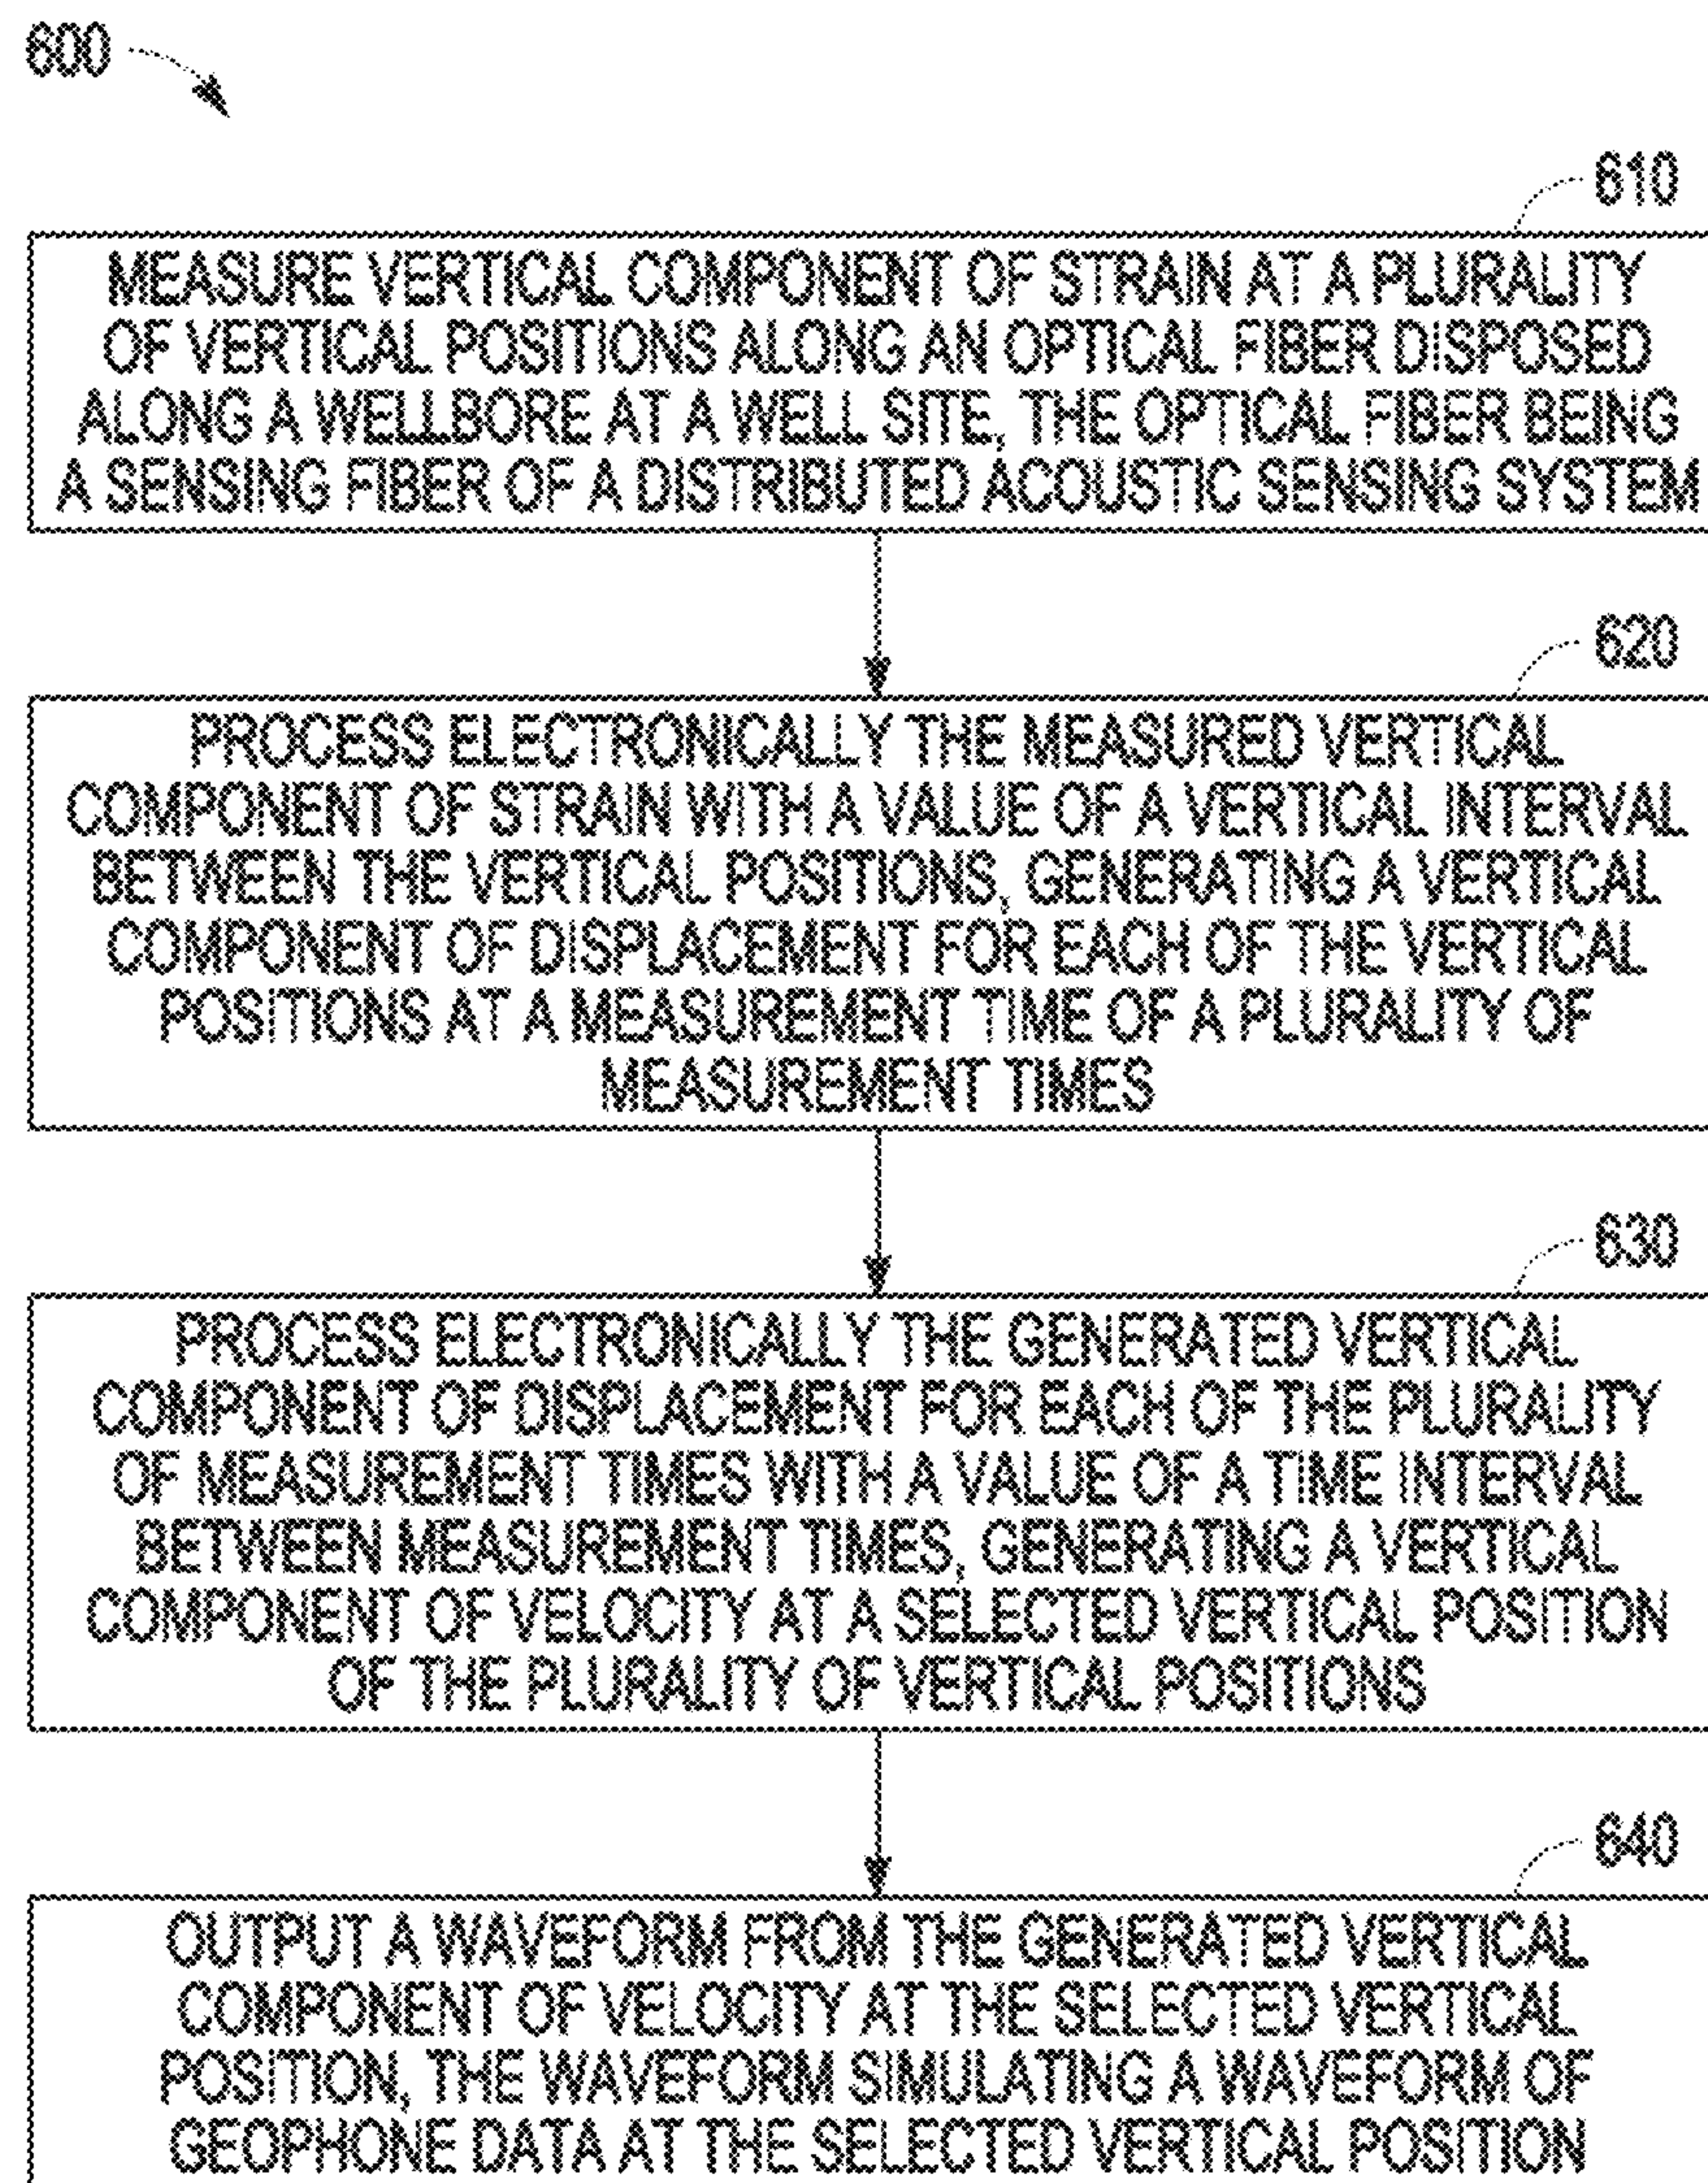 600
610
MEASURE VERTICAL COMPONENT OF STRAIN AT A PLURALITY
OF VERTICAL POSITIONS ALONG AN OPTICAL FIBER DISPOSED
ALONG A WELLBORE AT A WELL SITE, THE OPTICAL FIBER BEING
A SENSING FIBER OF A DISTRIBUTED ACOUSTIC SENSING SYSTEM
620
PROCESS ELECTRONICALLY THE MEASURED VERTICAL
COMPONENT OF STRAIN WITH A VALUE OF A VERTICAL INTERVAL
BETWEEN THE VERTICAL POSITIONS, GENERATING A VERTICAL
COMPONENT OF DISPLACEMENT FOR EACH OF THE VERTICAL
POSITIONS AT A MEASUREMENT TIME OF A PLURALITY OF
MEASUREMENT TIMES
630
PROCESS ELECTRONICALLY THE GENERATED VERTICAL
COMPONENT OF DISPLACEMENT FOR EACH OF THE PLURALITY
OF MEASUREMENT TIMES WITH A VALUE OF A TIME INTERVAL
BETWEEN MEASUREMENT TIMES, GENERATING A VERTICAL
COMPONENT OF VELOCITY AT A SELECTED VERTICAL POSITION
OF THE PLURALITY OF VERTICAL POSITIONS
640
OUTPUT A WAVEFORM FROM THE GENERATED VERTICAL
COMPONENT OF VELOCITY AT THE SELECTED VERTICAL
POSITION, THE WAVEFORM SIMULATING A WAVEFORM OF
GEOPHONE DATA AT THE SELECTED VERTICAL POSITION